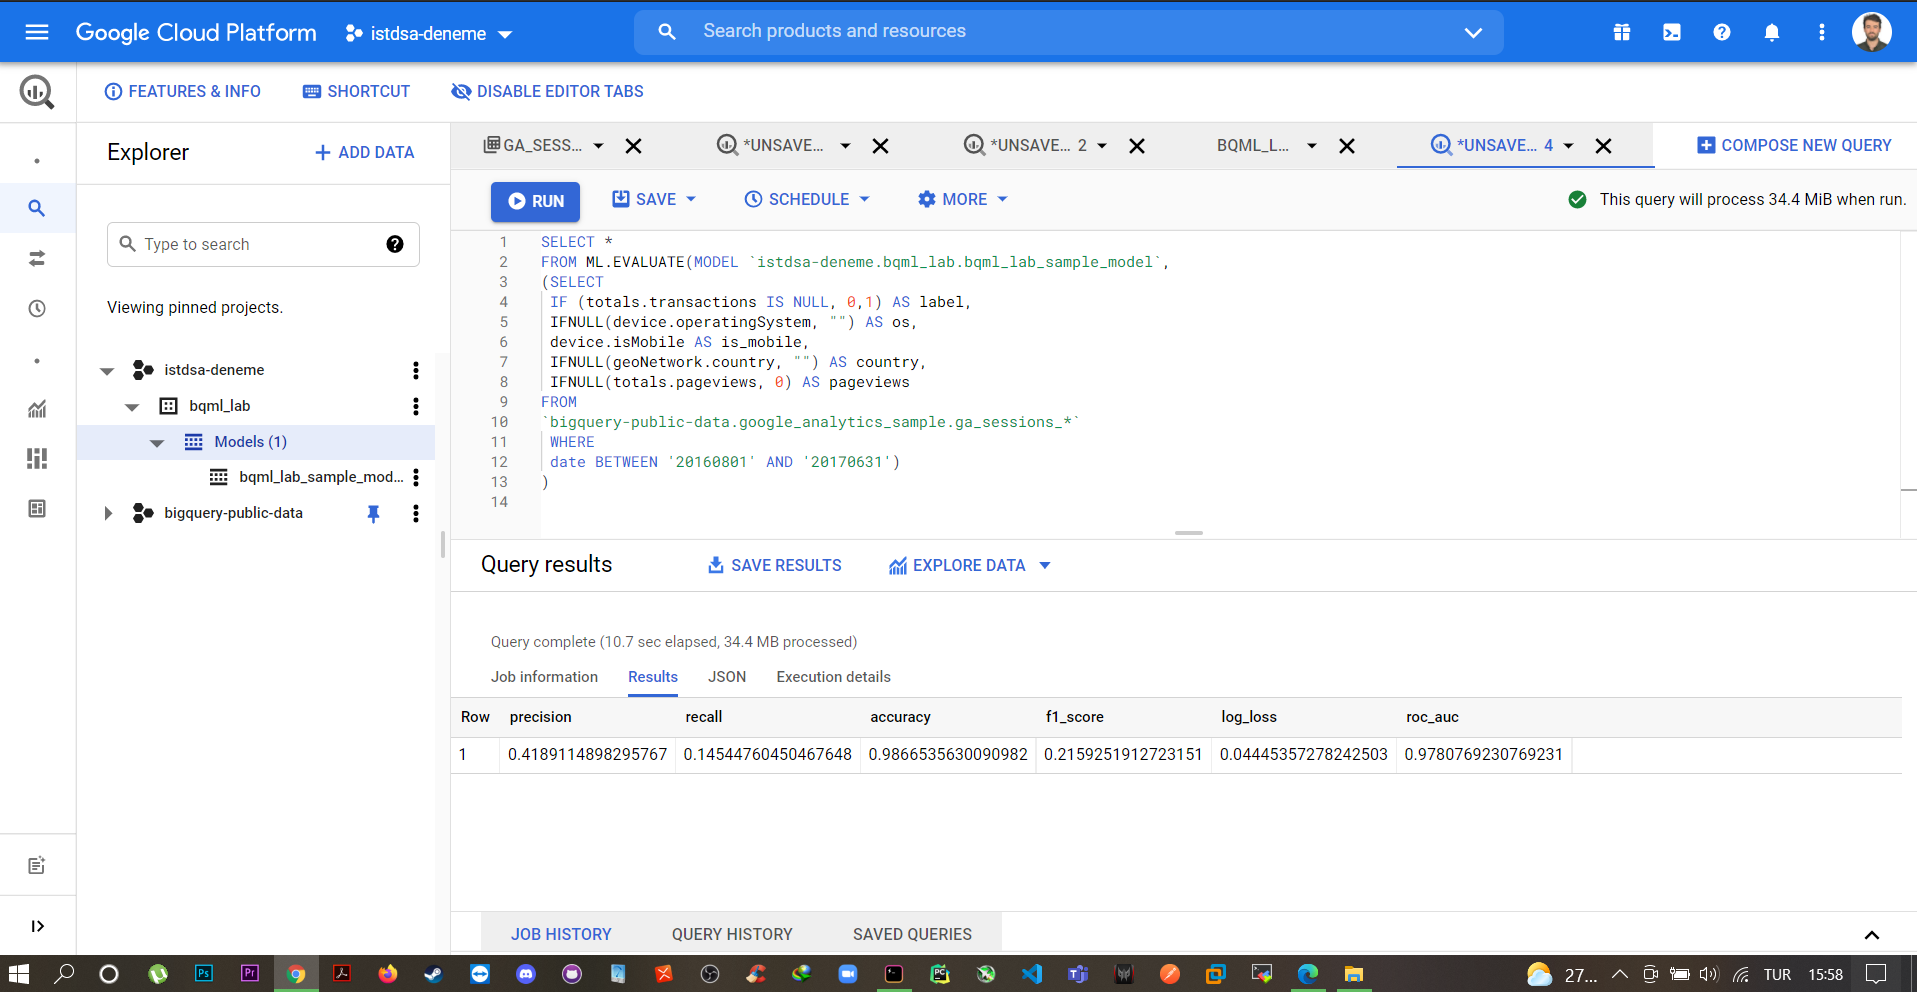 Google Cloud Platform
istdsa-deneme
Search products and resources
FEATURES & INFO
SHORTCUT
DISABLE EDITOR TABS
Explorer
ADD DATA
GA_SESS...
*UNSAVE...
*UNSAVE... 2
BQML_L...
*UNSAVE... 4
COMPOSE NEW QUERY
RUN
SAVE
SCHEDULE
MORE
This query will process 34.4 MiB when run.
Type to search
Viewing pinned projects.
istdsa-deneme
bqml_lab
Models (1)
bqml_lab_sample_mod...
bigquery-public-data
1 SELECT *
2 FROM ML.EVALUATE(MODEL `istdsa-deneme.bqml_lab.bqml_lab_sample_model`,
3 (SELECT
4 IF (totals.transactions IS NULL, 0,1) AS label,
5 IFNULL(device.operatingSystem, "") AS os,
6 device.isMobile AS is_mobile,
7 IFNULL(geoNetwork.country, "") AS country,
8 IFNULL(totals.pageviews, 0) AS pageviews
9 FROM
10 `bigquery-public-data.google_analytics_sample.ga_sessions_*`
11 WHERE
12 date BETWEEN '20160801' AND '20170631')
13 )
14
Query results
SAVE RESULTS
EXPLORE DATA
Query complete (10.7 sec elapsed, 34.4 MB processed)
Job information Results JSON Execution details
Row precision recall accuracy f1_score log_loss roc_auc
1 0.4189114898295767 0.14544760450467648 0.9866535630090982 0.2159251912723151 0.04445357278242503 0.9780769230769231
JOB HISTORY QUERY HISTORY SAVED QUERIES
Ps
Pr
PC
27...
TUR
15:58